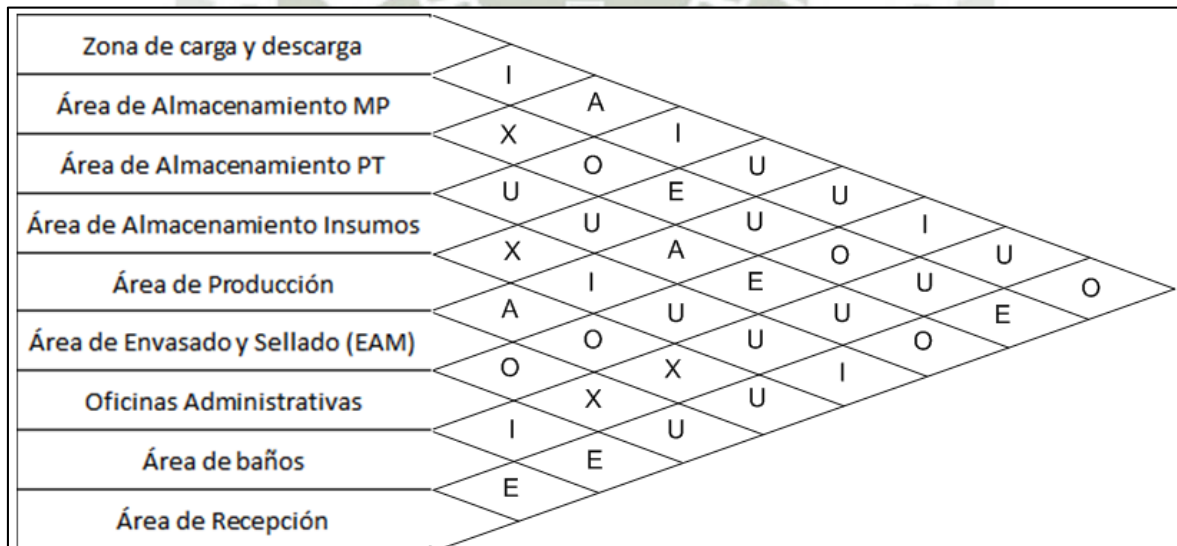 Zona de carga y descarga
Área de Almacenamiento MP
Área de Almacenamiento PT
Área de Almacenamiento Insumos
Área de Producción
Área de Envasado y Sellado (EAM)
Oficinas Administrativas
Área de baños
Área de Recepción
I
A
X I
O U
U E U
U U I
X A O U
I E U O
A U U E
O U O
O X I
X U
I U
E
E